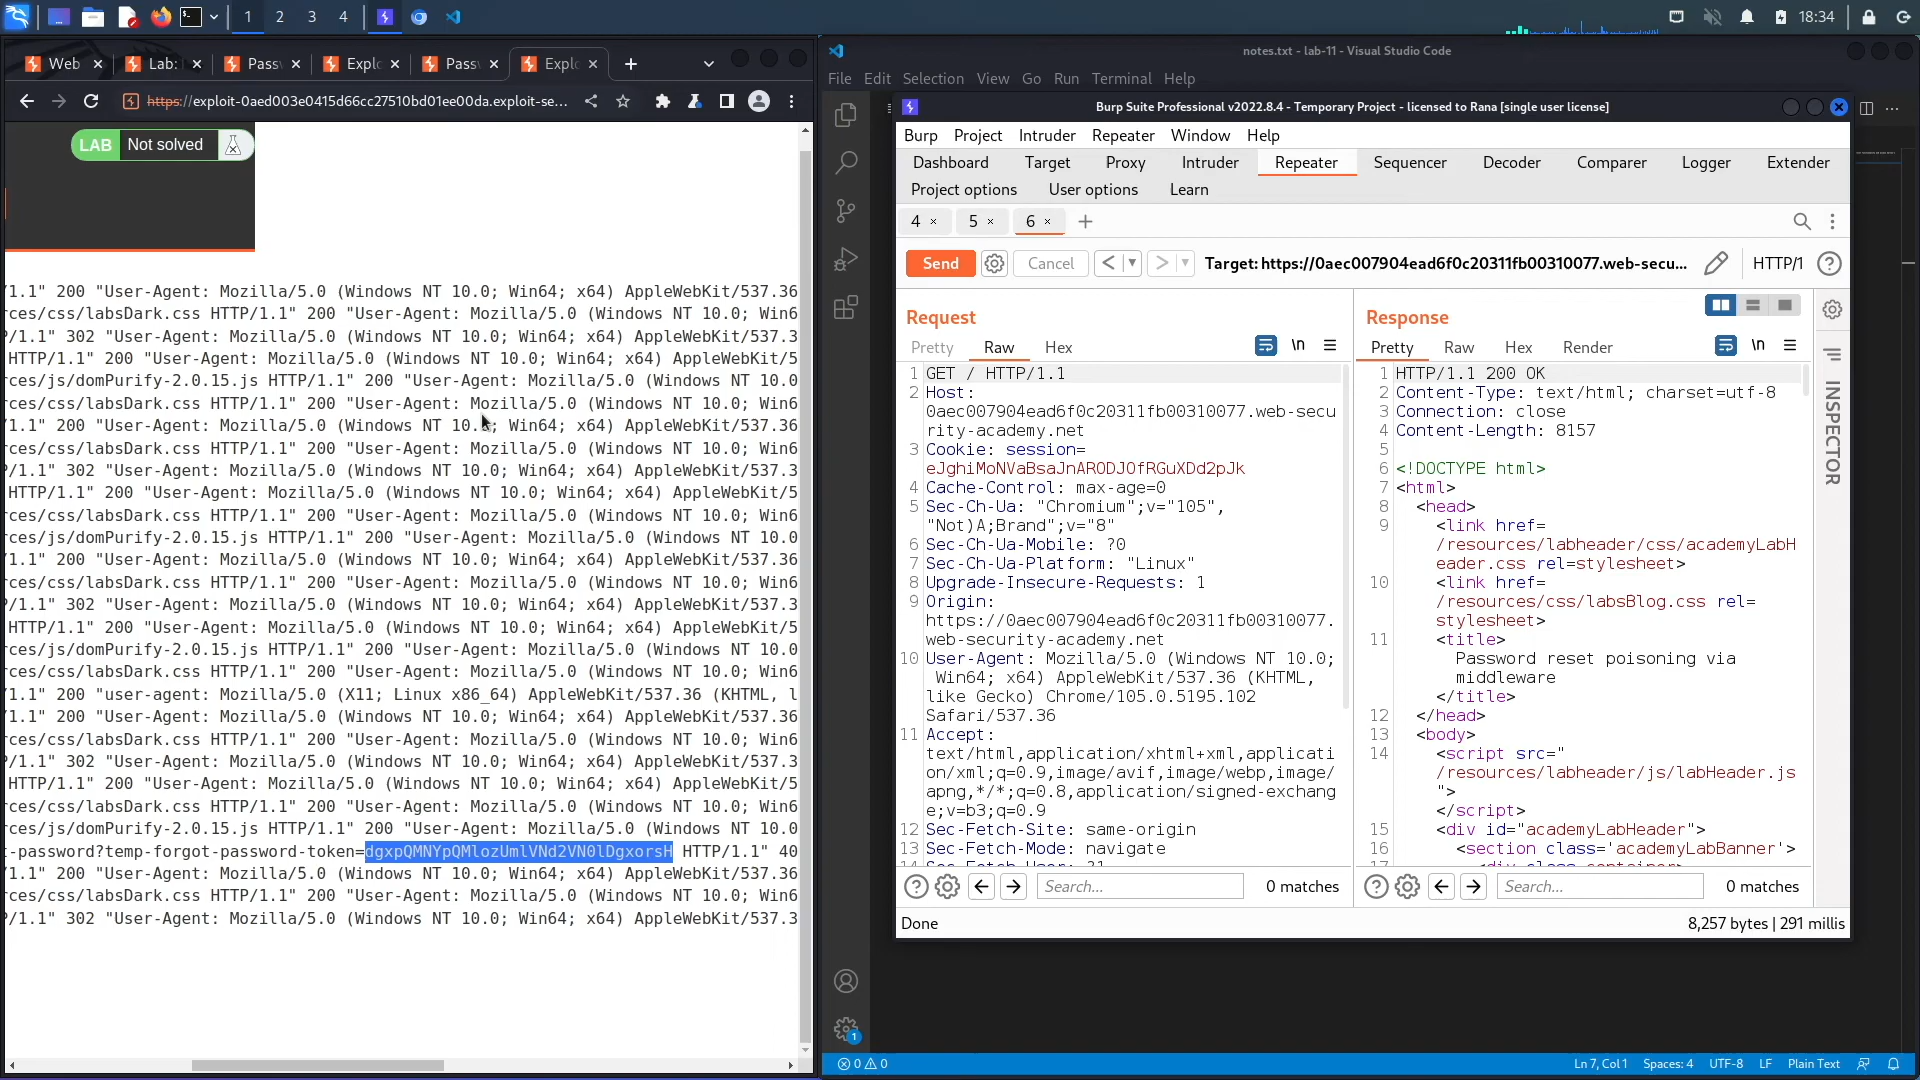 1 2 3 4 18:34
Web Lab: Passw Explo Passw Explo
https://exploit-0aed003e0415d66cc27510bd01ee00da.exploit-se...
LAB Not solved
/1.1" 200 "User-Agent: Mozilla/5.0 (Windows NT 10.0; Win64; x64) AppleWebKit/537.36
rces/css/labsDark.css HTTP/1.1" 200 "User-Agent: Mozilla/5.0 (Windows NT 10.0; Win6
P/1.1" 302 "User-Agent: Mozilla/5.0 (Windows NT 10.0; Win64; x64) AppleWebKit/537.3
HTTP/1.1" 200 "User-Agent: Mozilla/5.0 (Windows NT 10.0; Win64; x64) AppleWebKit/5
rces/js/domPurify-2.0.15.js HTTP/1.1" 200 "User-Agent: Mozilla/5.0 (Windows NT 10.0
rces/css/labsDark.css HTTP/1.1" 200 "User-Agent: Mozilla/5.0 (Windows NT 10.0; Win6
/1.1" 200 "User-Agent: Mozilla/5.0 (Windows NT 10.0; Win64; x64) AppleWebKit/537.36
rces/css/labsDark.css HTTP/1.1" 200 "User-Agent: Mozilla/5.0 (Windows NT 10.0; Win6
P/1.1" 302 "User-Agent: Mozilla/5.0 (Windows NT 10.0; Win64; x64) AppleWebKit/537.3
HTTP/1.1" 200 "User-Agent: Mozilla/5.0 (Windows NT 10.0; Win64; x64) AppleWebKit/5
rces/css/labsDark.css HTTP/1.1" 200 "User-Agent: Mozilla/5.0 (Windows NT 10.0; Win6
rces/js/domPurify-2.0.15.js HTTP/1.1" 200 "User-Agent: Mozilla/5.0 (Windows NT 10.0
/1.1" 200 "User-Agent: Mozilla/5.0 (Windows NT 10.0; Win64; x64) AppleWebKit/537.36
rces/css/labsDark.css HTTP/1.1" 200 "User-Agent: Mozilla/5.0 (Windows NT 10.0; Win6
P/1.1" 302 "User-Agent: Mozilla/5.0 (Windows NT 10.0; Win64; x64) AppleWebKit/537.3
HTTP/1.1" 200 "User-Agent: Mozilla/5.0 (Windows NT 10.0; Win64; x64) AppleWebKit/5
rces/js/domPurify-2.0.15.js HTTP/1.1" 200 "User-Agent: Mozilla/5.0 (Windows NT 10.0
rces/css/labsDark.css HTTP/1.1" 200 "User-Agent: Mozilla/5.0 (Windows NT 10.0; Win6
/1.1" 200 "user-agent: Mozilla/5.0 (X11; Linux x86_64) AppleWebKit/537.36 (KHTML, l
/1.1" 200 "User-Agent: Mozilla/5.0 (Windows NT 10.0; Win64; x64) AppleWebKit/537.36
rces/css/labsDark.css HTTP/1.1" 200 "User-Agent: Mozilla/5.0 (Windows NT 10.0; Win6
P/1.1" 302 "User-Agent: Mozilla/5.0 (Windows NT 10.0; Win64; x64) AppleWebKit/537.3
HTTP/1.1" 200 "User-Agent: Mozilla/5.0 (Windows NT 10.0; Win64; x64) AppleWebKit/5
rces/css/labsDark.css HTTP/1.1" 200 "User-Agent: Mozilla/5.0 (Windows NT 10.0; Win6
rces/js/domPurify-2.0.15.js HTTP/1.1" 200 "User-Agent: Mozilla/5.0 (Windows NT 10.0
t-password?temp-forgot-password-token=dgxpQMNYpQMlozUmlVNd2VN0lDgxorsH HTTP/1.1" 40
/1.1" 200 "User-Agent: Mozilla/5.0 (Windows NT 10.0; Win64; x64) AppleWebKit/537.36
rces/css/labsDark.css HTTP/1.1" 200 "User-Agent: Mozilla/5.0 (Windows NT 10.0; Win6
P/1.1" 302 "User-Agent: Mozilla/5.0 (Windows NT 10.0; Win64; x64) AppleWebKit/537.3
notes.txt - lab-11 - Visual Studio Code
File Edit Selection View Go Run Terminal Help
Burp Suite Professional v2022.8.4 - Temporary Project - licensed to Rana [single user license]
Burp Project Intruder Repeater Window Help
Dashboard Target Proxy Intruder Repeater Sequencer Decoder Comparer Logger Extender
Project options User options Learn
4 × 5 × 6 × +
Send Cancel < > Target: https://0aec007904ead6f0c20311fb00310077.web-secu... HTTP/1
Request
Pretty Raw Hex \n
1 GET / HTTP/1.1
2 Host:
0aec007904ead6f0c20311fb00310077.web-secu
rity-academy.net
3 Cookie: session=
eJghiMoNVaBsaJnARODJOfRGuXDd2pJk
4 Cache-Control: max-age=0
5 Sec-Ch-Ua: "Chromium";v="105",
"Not)A;Brand";v="8"
6 Sec-Ch-Ua-Mobile: ?0
7 Sec-Ch-Ua-Platform: "Linux"
8 Upgrade-Insecure-Requests: 1
9 Origin:
https://0aec007904ead6f0c20311fb00310077.
web-security-academy.net
10 User-Agent: Mozilla/5.0 (Windows NT 10.0;
Win64; x64) AppleWebKit/537.36 (KHTML,
like Gecko) Chrome/105.0.5195.102
Safari/537.36
11 Accept:
text/html,application/xhtml+xml,applicati
on/xml;q=0.9,image/avif,image/webp,image/
apng,*/*;q=0.8,application/signed-exchang
e;v=b3;q=0.9
12 Sec-Fetch-Site: same-origin
13 Sec-Fetch-Mode: navigate
14 Sec-Fetch-User: ?1
Search... 0 matches
Response
Pretty Raw Hex Render \n
1 HTTP/1.1 200 OK
2 Content-Type: text/html; charset=utf-8
3 Connection: close
4 Content-Length: 8157
5
6 <!DOCTYPE html>
7 <html>
8 <head>
9 <link href=
/resources/labheader/css/academyLabH
eader.css rel=stylesheet>
10 <link href=
/resources/css/labsBlog.css rel=
stylesheet>
11 <title>
Password reset poisoning via
middleware
</title>
12 </head>
13 <body>
14 <script src="
/resources/labheader/js/labHeader.js
">
</script>
15 <div id="academyLabHeader">
16 <section class='academyLabBanner'>
17 <div class=container>
Search... 0 matches
INSPECTOR
Done 8,257 bytes | 291 millis
0 0 Ln 7, Col 1 Spaces: 4 UTF-8 LF Plain Text
1